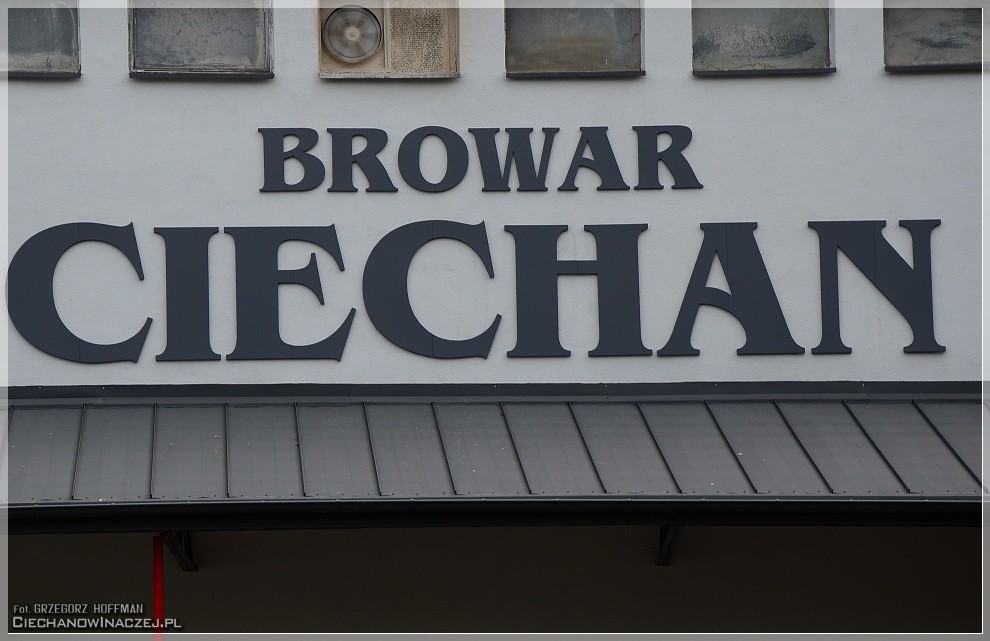 BROWAR
CIECHAN
Fot. GRZEGORZ HOFFMAN
CIECHANOWINACZEJ.PL